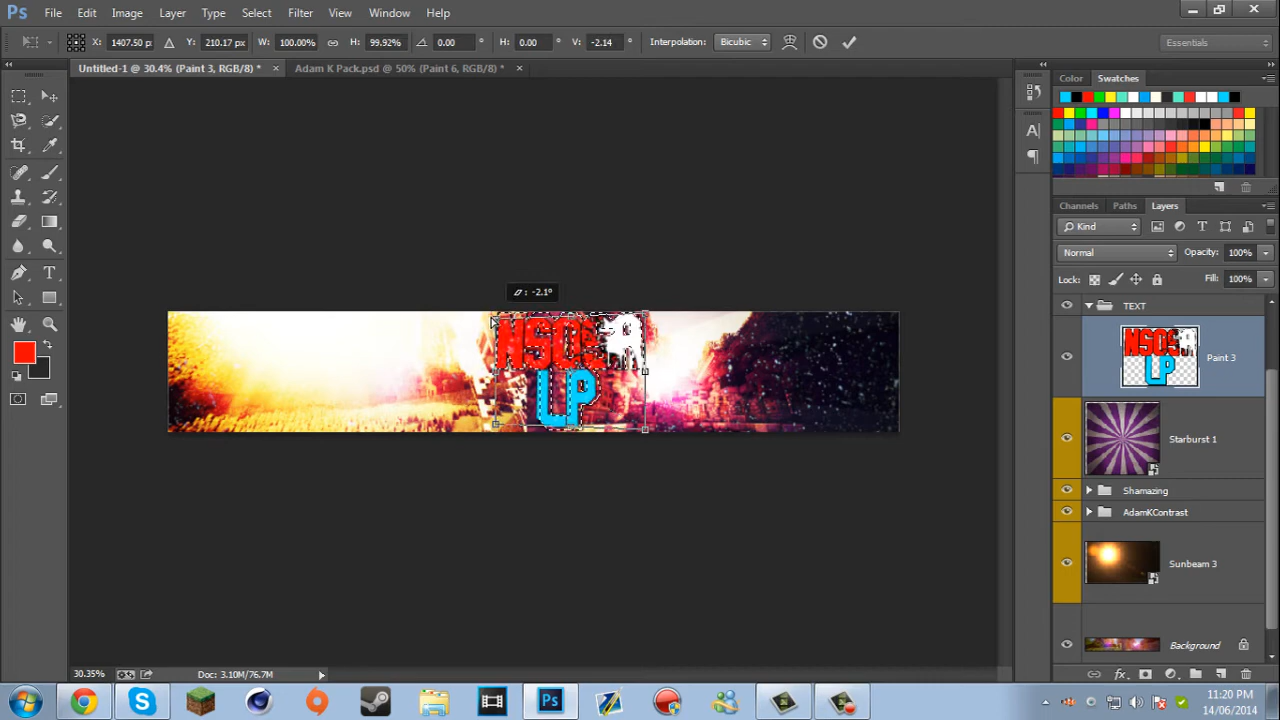 Ps File Edit Image Layer Type Select Filter View Window Help
X: 1407.50 p: Y: 210.17 px W: 100.00% H: 99.92% 0.00 ° H: 0.00 ° V: -2.14 ° Interpolation: Bicubic Essentials
Untitled-1 @ 30.4% (Paint 3, RGB/8) * × Adam K Pack.psd @ 50% (Paint 6, RGB/8) * ×
Color Swatches
Channels Paths Layers
Kind
Normal Opacity: 100%
Lock: Fill: 100%
TEXT
Paint 3
Starburst 1
Shamazing
AdamKContrast
Sunbeam 3
Background
: -2.1°
LP
30.35% Doc: 3.10M/76.7M
Ps
11:20 PM
14/06/2014